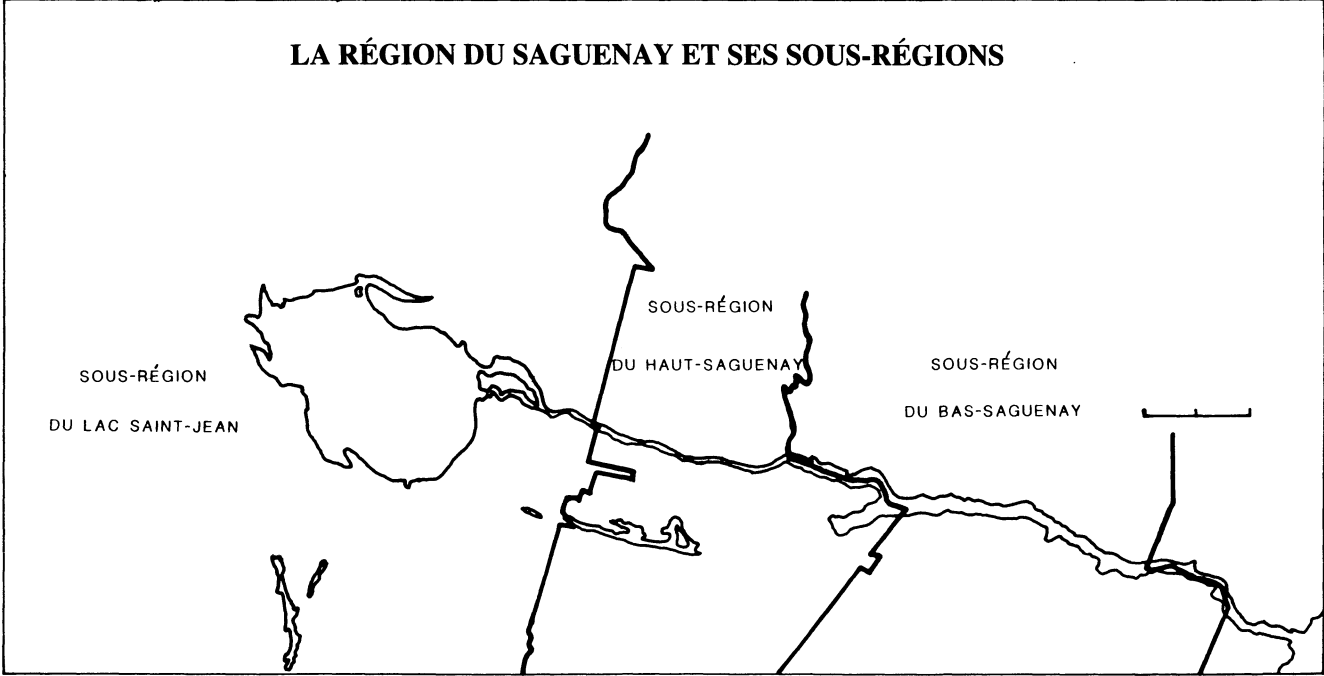 LA RÉGION DU SAGUENAY ET SES SOUS-RÉGIONS
SOUS-RÉGION
DU LAC SAINT-JEAN
SOUS-RÉGION
DU HAUT-SAGUENAY
SOUS-RÉGION
DU BAS-SAGUENAY